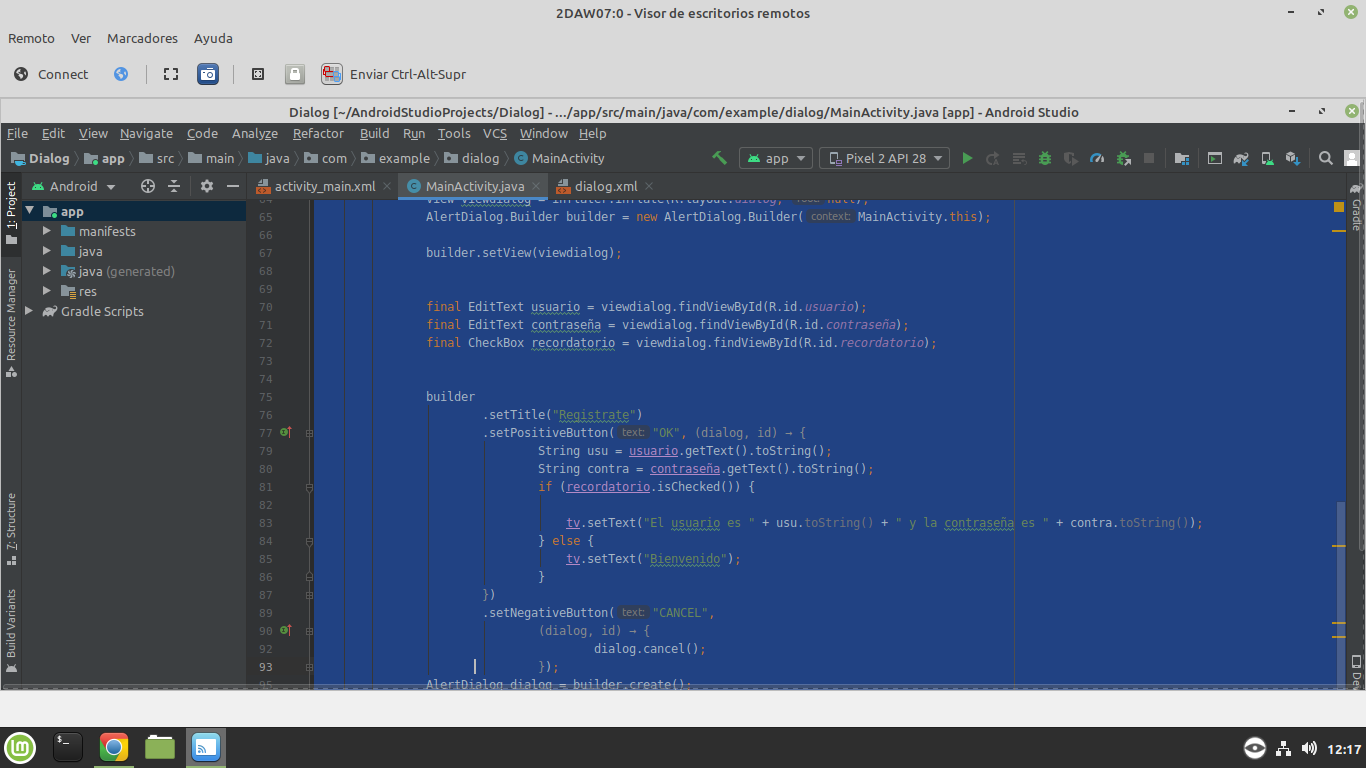 2DAW07:0 - Visor de escritorios remotos
Remoto Ver Marcadores Ayuda
Connect Enviar Ctrl-Alt-Supr
Dialog [~/AndroidStudioProjects/Dialog] - .../app/src/main/java/com/example/dialog/MainActivity.java [app] - Android Studio
File Edit View Navigate Code Analyze Refactor Build Run Tools VCS Window Help
Dialog app src main java com example dialog MainActivity app Pixel 2 API 28
Android activity_main.xml MainActivity.java dialog.xml
1: Project
Resource Manager
7: Structure
Build Variants
app
manifests
java
java (generated)
res
Gradle Scripts
64 View viewdialog = inflater.inflate(R.layout.dialog, null);
65 AlertDialog.Builder builder = new AlertDialog.Builder( context: MainActivity.this);
66
67 builder.setView(viewdialog);
68
69
70 final EditText usuario = viewdialog.findViewById(R.id.usuario);
71 final EditText contraseña = viewdialog.findViewById(R.id.contraseña);
72 final CheckBox recordatorio = viewdialog.findViewById(R.id.recordatorio);
73
74
75 builder
76 .setTitle("Registrate")
77 .setPositiveButton( text: "OK", (dialog, id) → {
79 String usu = usuario.getText().toString();
80 String contra = contraseña.getText().toString();
81 if (recordatorio.isChecked()) {
82
83 tv.setText("El usuario es " + usu.toString() + " y la contraseña es " + contra.toString());
84 } else {
85 tv.setText("Bienvenido");
86 }
87 })
89 .setNegativeButton( text: "CANCEL",
90 (dialog, id) → {
92 dialog.cancel();
93 });
95 AlertDialog dialog = builder.create();
Gradle
Dev
12:17